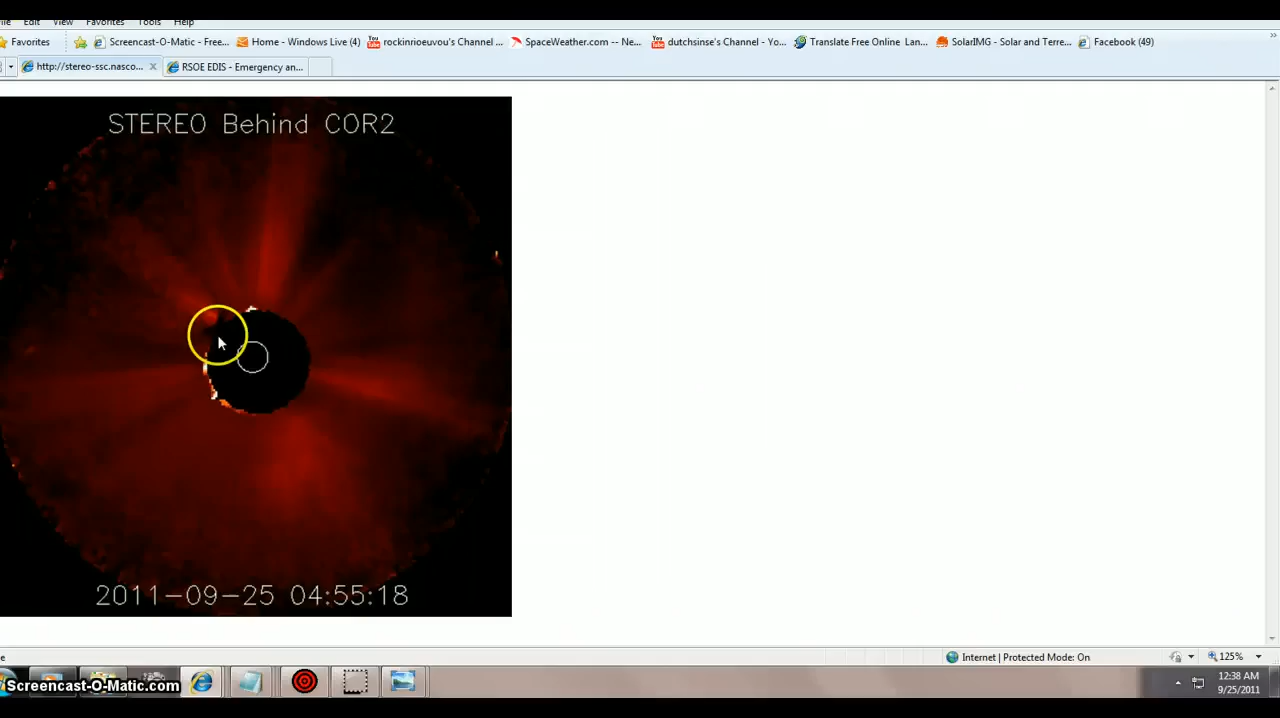 File Edit View Favorites Tools Help
Favorites Screencast-O-Matic - Free... Home - Windows Live (4) rockinrioeuvou's Channel ... SpaceWeather.com -- Ne... dutchsinse's Channel - Yo... Translate Free Online Lan... SolarIMG - Solar and Terre... Facebook (49)
http://stereo-ssc.nasco... RSOE EDIS - Emergency an...
STEREO Behind COR2
2011-09-25 04:55:18
Internet | Protected Mode: On 125%
Screencast-O-Matic.com
12:38 AM
9/25/2011